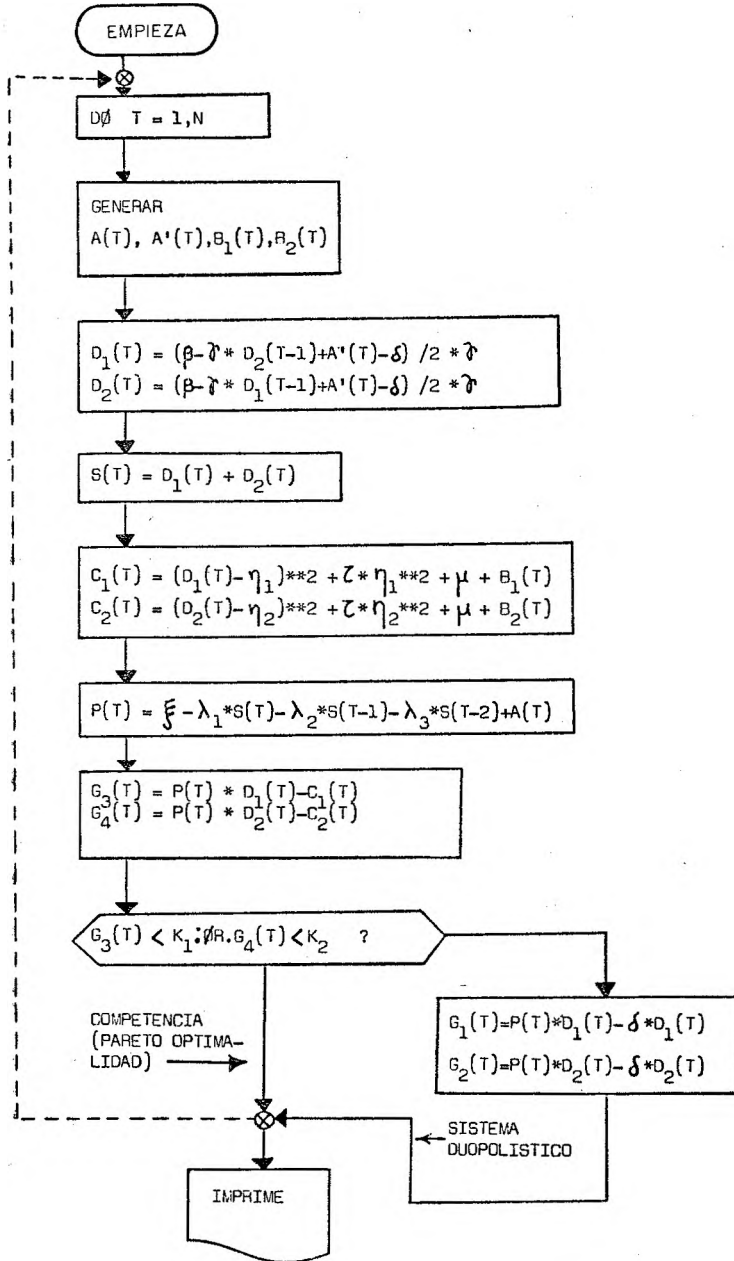 EMPIEZA
DØ T = 1,N
GENERAR
A(T), A'(T),B₁(T),B₂(T)
D₁(T) = (β-γ* D₂(T-1)+A'(T)-δ) /2 * γ
D₂(T) = (β-γ* D₁(T-1)+A'(T)-δ) /2 * γ
S(T) = D₁(T) + D₂(T)
C₁(T) = (D₁(T)-η₁)**2 + ζ*η₁**2 + μ + B₁(T)
C₂(T) = (D₂(T)-η₂)**2 + ζ*η₂**2 + μ + B₂(T)
P(T) = ξ-λ₁*S(T)-λ₂*S(T-1)-λ₃*S(T-2)+A(T)
G₃(T) = P(T) * D₁(T)-C₁(T)
G₄(T) = P(T) * D₂(T)-C₂(T)
G₃(T) < K₁:ØR.G₄(T)<K₂ ?
COMPETENCIA
(PARETO OPTIMA-
LIDAD)
G₁(T)=P(T)*D₁(T)-δ*D₁(T)
G₂(T)=P(T)*D₂(T)-δ*D₂(T)
SISTEMA
DUOPOLISTICO
IMPRIME